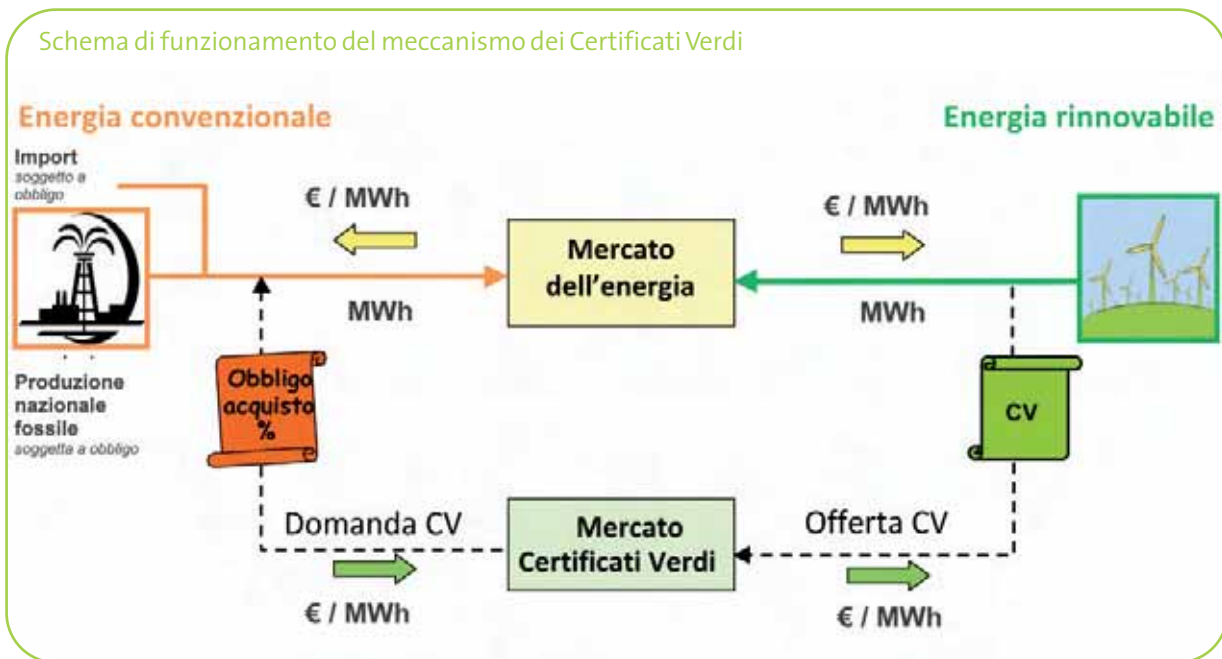 Schema di funzionamento del meccanismo dei Certificati Verdi
Energia convenzionale
Energia rinnovabile
Import
soggetto a
obbligo
€ / MWh
€ / MWh
Mercato
dell'energia
MWh
MWh
Produzione
nazionale
fossile
soggetta a obbligo
Obbligo
acquisto
%
CV
Domanda CV
Mercato
Certificati Verdi
Offerta CV
€ / MWh
€ / MWh